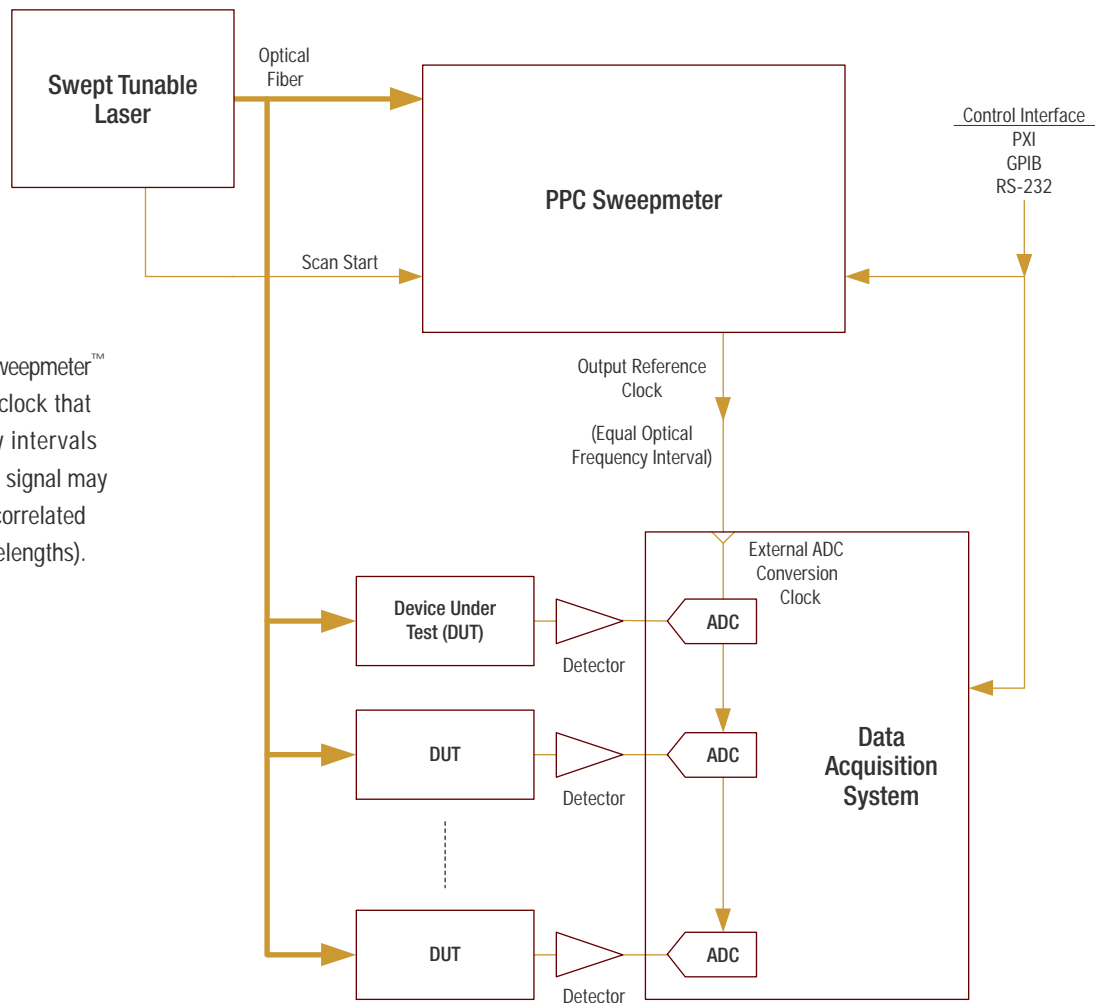 Swept Tunable
Laser
Optical
Fiber
PPC Sweepmeter
Control Interface
PXI
GPIB
RS-232
Scan Start
weepmeter™
clock that
intervals
signal may
correlated
elengths).
Output Reference
Clock
(Equal Optical
Frequency Interval)
External ADC
Conversion
Clock
Device Under
Test (DUT)
Detector
ADC
DUT
Detector
ADC
Data
Acquisition
System
DUT
Detector
ADC